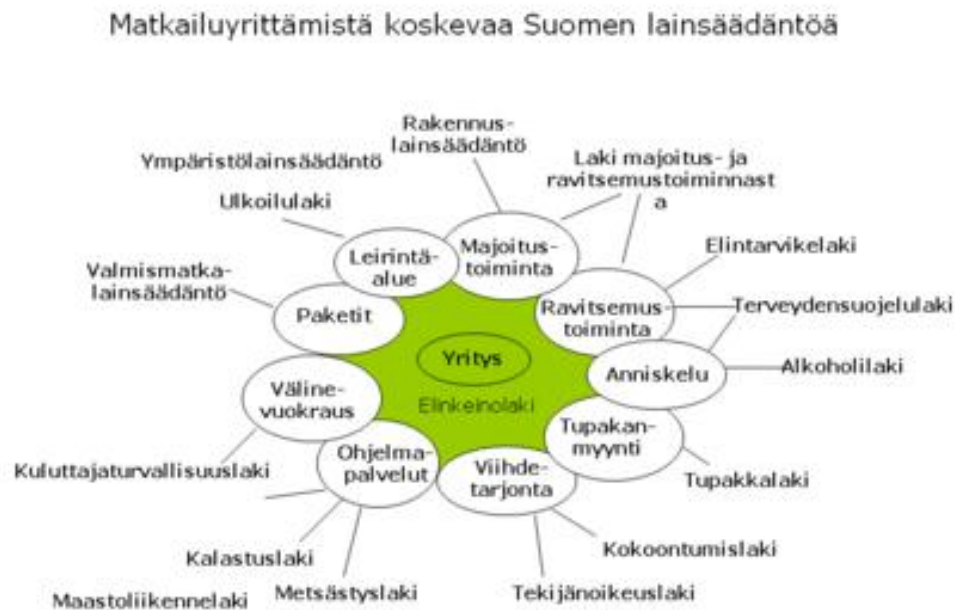 Matkailuyrittämistä koskevaa Suomen lainsäädäntöä
Rakennus-
lainsäädäntö
Ympäristölainsäädäntö
Laki majoitus- ja
ravitsemustoiminnast
a
Ulkoilulaki
Leirintä-
alue
Majoitus-
toiminta
Elintarvikelaki
Valmismatka-
lainsäädäntö
Paketit
Ravitsemus-
toiminta
Terveydensuojelulaki
Yritys
Anniskelu
Alkoholilaki
Väline-
vuokraus
Elinkeinolaki
Tupakan-
myynti
Kuluttajaturvallisuuslaki
Ohjelma-
palvelut
Viihde-
tarjonta
Tupakkalaki
Kalastuslaki
Kokoontumislaki
Maastoliikennelaki
Metsästyslaki
Tekijänoikeuslaki